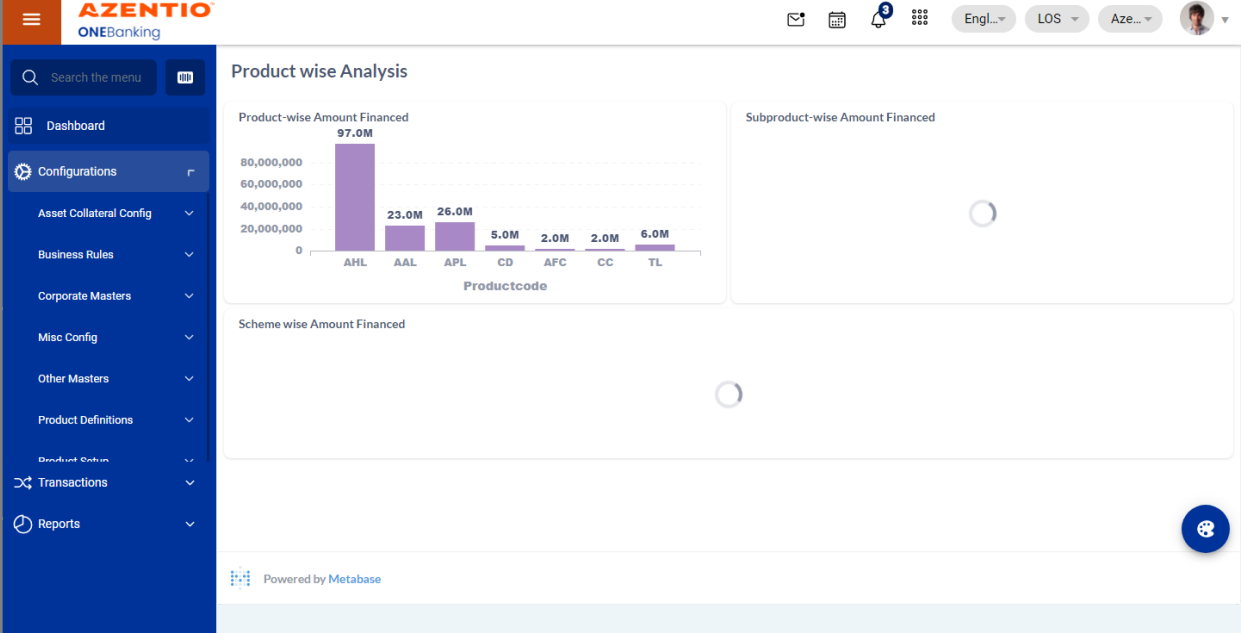 AZENTIO
ONEBanking
3
Engl...
LOS
Aze...
Search the menu
Dashboard
Configurations
Asset Collateral Config
Business Rules
Corporate Masters
Misc Config
Other Masters
Product Definitions
Product Setup
Transactions
Reports
Product wise Analysis
Product-wise Amount Financed
97.0M
80,000,000
60,000,000
40,000,000
20,000,000
0
23.0M
26.0M
5.0M
2.0M
2.0M
6.0M
AHL AAL APL CD AFC CC TL
Productcode
Subproduct-wise Amount Financed
Scheme wise Amount Financed
Powered by Metabase